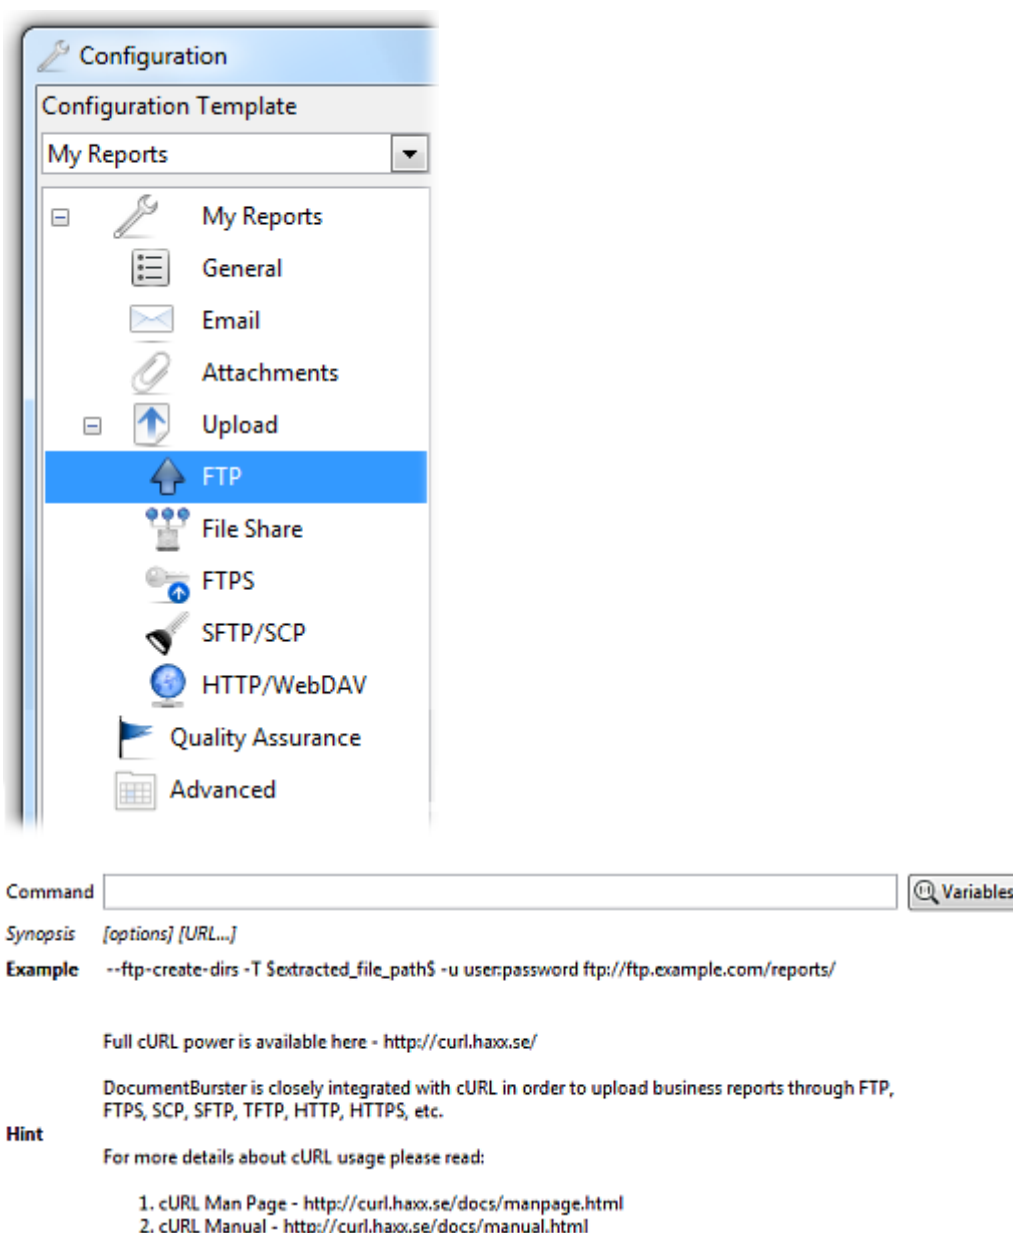 Configuration
Configuration Template
My Reports
My Reports
General
Email
Attachments
Upload
FTP
File Share
FTPS
SFTP/SCP
HTTP/WebDAV
Quality Assurance
Advanced
Command
Variables
Synopsis [options] [URL...]
Example --ftp-create-dirs -T $extracted_file_path$ -u user:password ftp://ftp.example.com/reports/
Full cURL power is available here - http://curl.haxx.se/
DocumentBurster is closely integrated with cURL in order to upload business reports through FTP,
FTPS, SCP, SFTP, TFTP, HTTP, HTTPS, etc.
Hint
For more details about cURL usage please read:
1. cURL Man Page - http://curl.haxx.se/docs/manpage.html
2. cURL Manual - http://curl.haxx.se/docs/manual.html